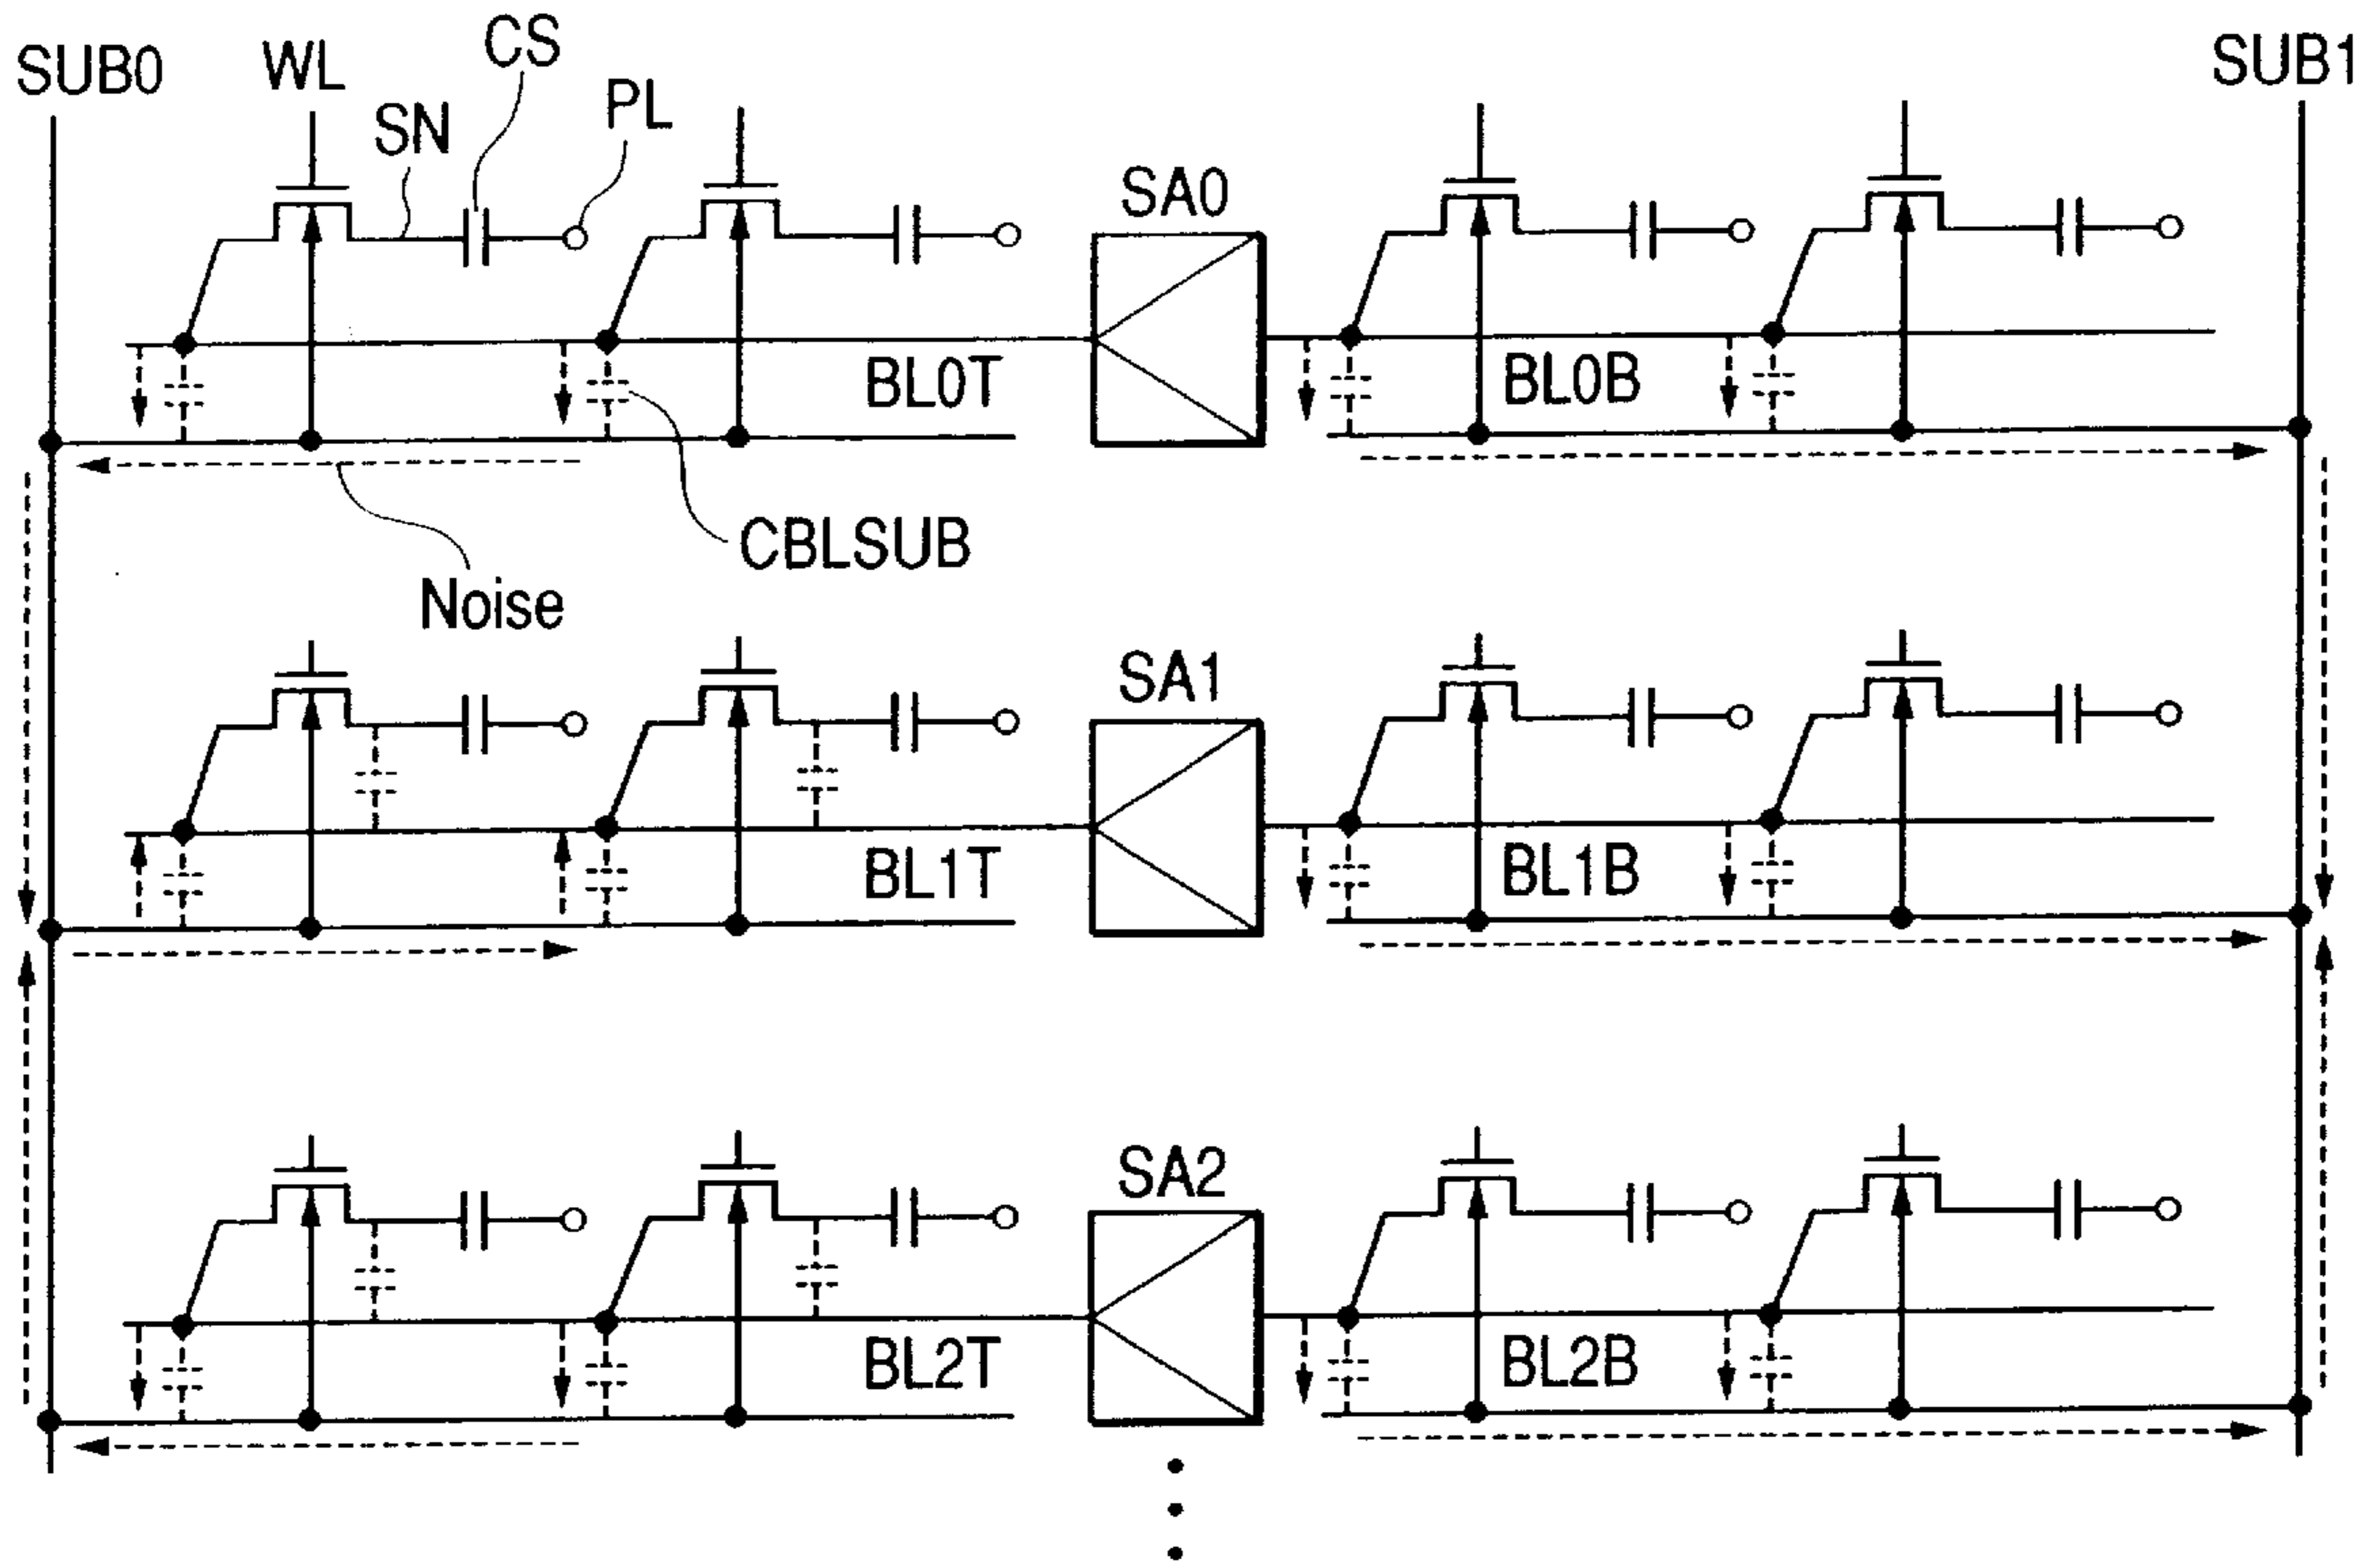 SUB0
WL
SN
CS
PL
SUB1
SA0
BL0T
BL0B
CBLSUB
Noise
SA1
BL1T
BL1B
SA2
BL2T
BL2B